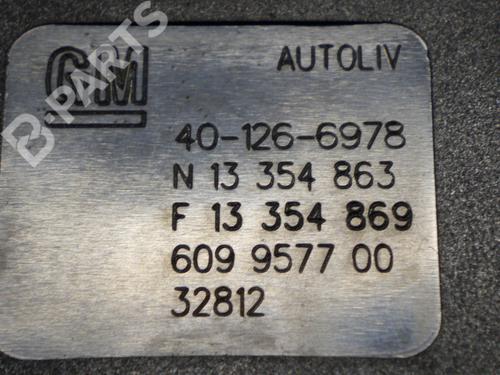 GM AUTOLIV
40-126-6978
N 13 354 863
F 13 354 869
609 9577 00
32812
B-PARTS